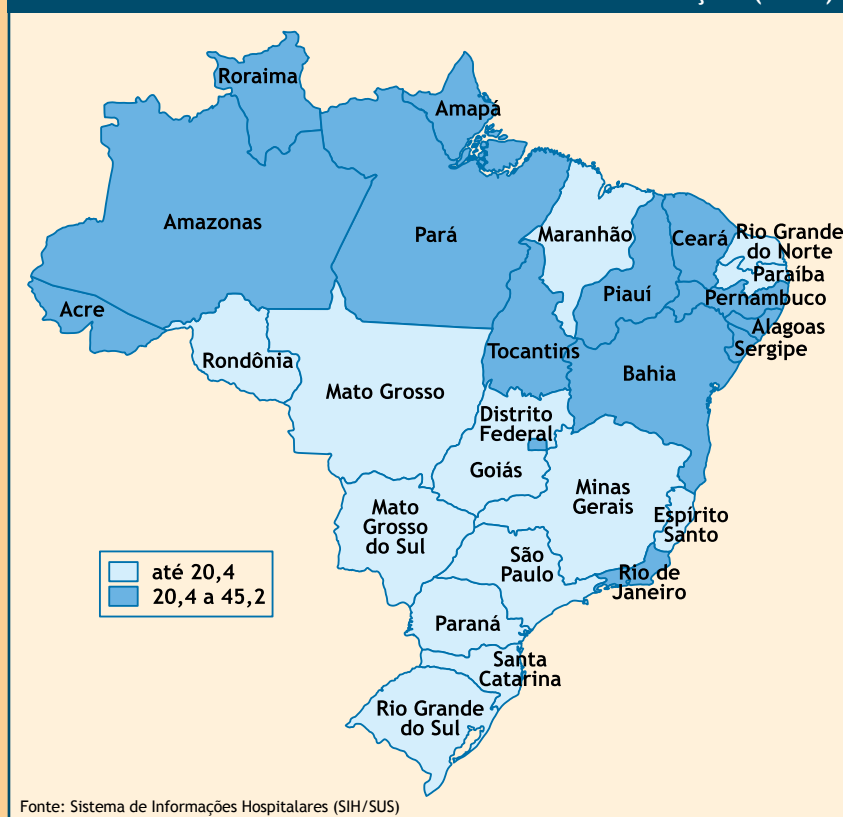 Roraima
Amapá
Amazonas
Pará
Maranhão
Ceará
Rio Grande
do Norte
Paraíba
Piauí
Pernambuco
Acre
Alagoas
Sergipe
Rondônia
Tocantins
Bahia
Mato Grosso
Distrito
Federal
Goiás
Minas
Gerais
Mato
Grosso
do Sul
Espírito
Santo
São
Paulo
Rio de
Janeiro
até 20,4
20,4 a 45,2
Paraná
Santa
Catarina
Rio Grande
do Sul
Fonte: Sistema de Informações Hospitalares (SIH/SUS)